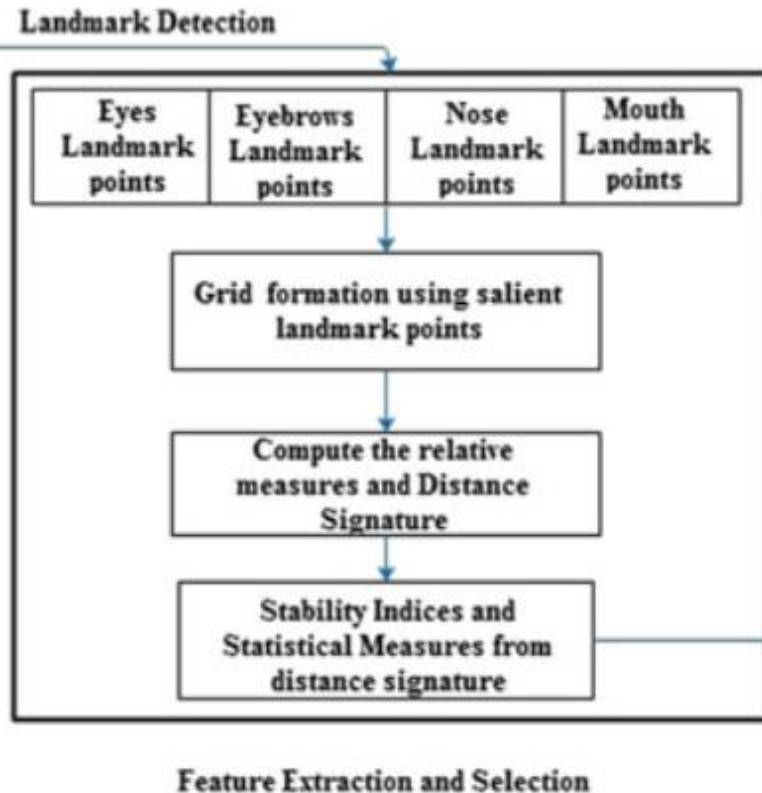 Landmark Detection
Eyes
Landmark
points
Eyebrows
Landmark
points
Nose
Landmark
points
Mouth
Landmark
points
Grid formation using salient
landmark points
Compute the relative
measures and Distance
Signature
Stability Indices and
Statistical Measures from
distance signature
Feature Extraction and Selection